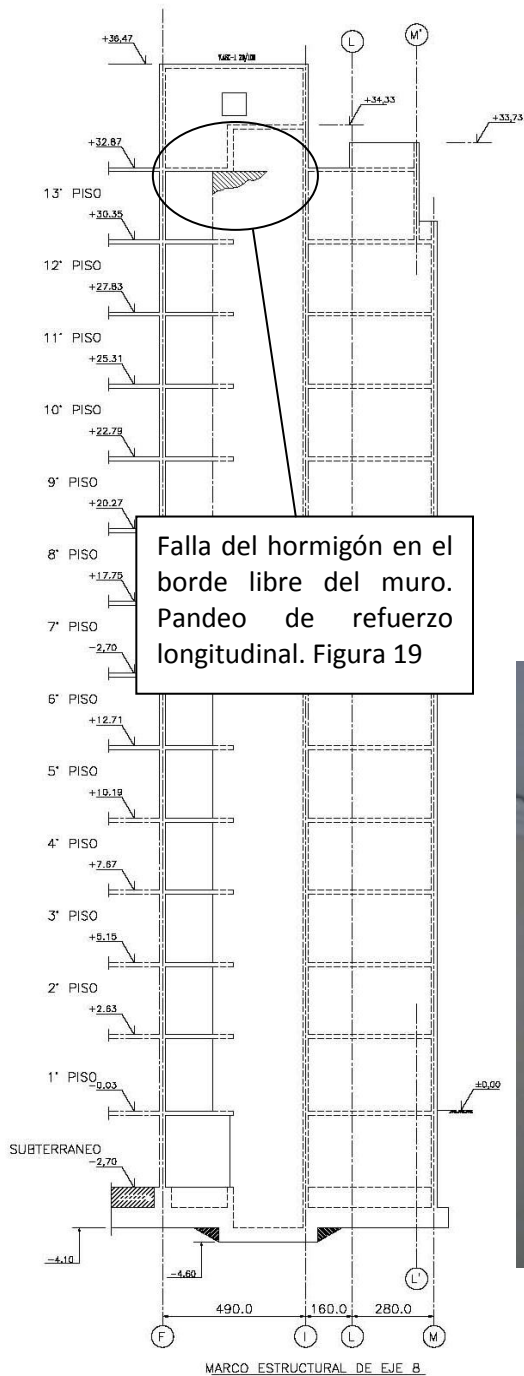 L
M'
+36,47
+34,33
+33,73
+32.87
13° PISO
+30.35
12° PISO
+27.83
11° PISO
+25.31
10° PISO
+22.79
9° PISO
+20.27
8° PISO
+17.75
7° PISO
-2,70
6° PISO
+12.71
5° PISO
+10.19
4° PISO
+7.67
3° PISO
+5.15
2° PISO
+2.63
1° PISO
-0.03
±0.00
SUBTERRANEO
-2,70
-4.10
-4.60
Falla del hormigón en el
borde libre del muro.
Pandeo de refuerzo
longitudinal. Figura 19
L'
490.0 160.0 280.0
F I L M
MARCO ESTRUCTURAL DE EJE 8